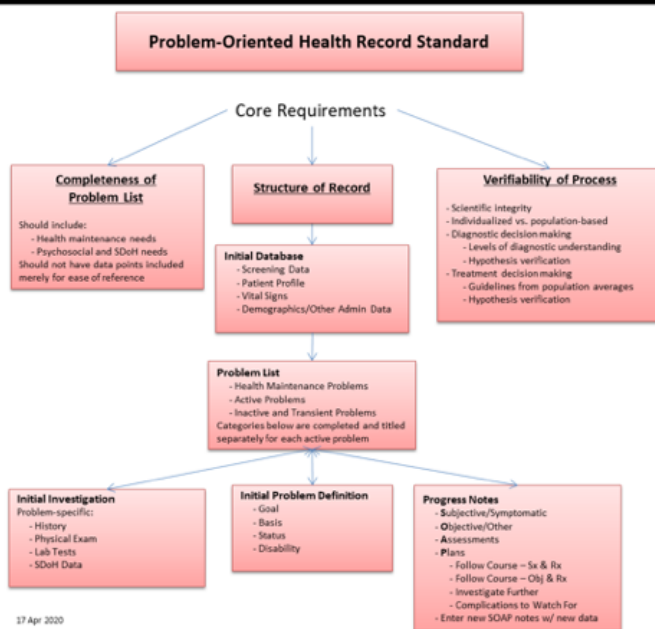 Problem-Oriented Health Record Standard
Core Requirements
Completeness of
Problem List
Should include:
- Health maintenance needs
- Psychosocial and SDoH needs
Should not have data points included
merely for ease of reference
Structure of Record
Verifiability of Process
- Scientific integrity
- Individualized vs. population-based
- Diagnostic decision making
- Levels of diagnostic understanding
- Hypothesis verification
- Treatment decision making
- Guidelines from population averages
- Hypothesis verification
Initial Database
- Screening Data
- Patient Profile
- Vital Signs
- Demographics/Other Admin Data
Problem List
- Health Maintenance Problems
- Active Problems
- Inactive and Transient Problems
Categories below are completed and titled
separately for each active problem
Initial Investigation
Problem-specific:
- History
- Physical Exam
- Lab Tests
- SDoH Data
Initial Problem Definition
- Goal
- Basis
- Status
- Disability
Progress Notes
- Subjective/Symptomatic
- Objective/Other
- Assessments
- Plans
- Follow Course – Sx & Rx
- Follow Course – Obj & Rx
- Investigate Further
- Complications to Watch For
- Enter new SOAP notes w/ new data
17 Apr 2020